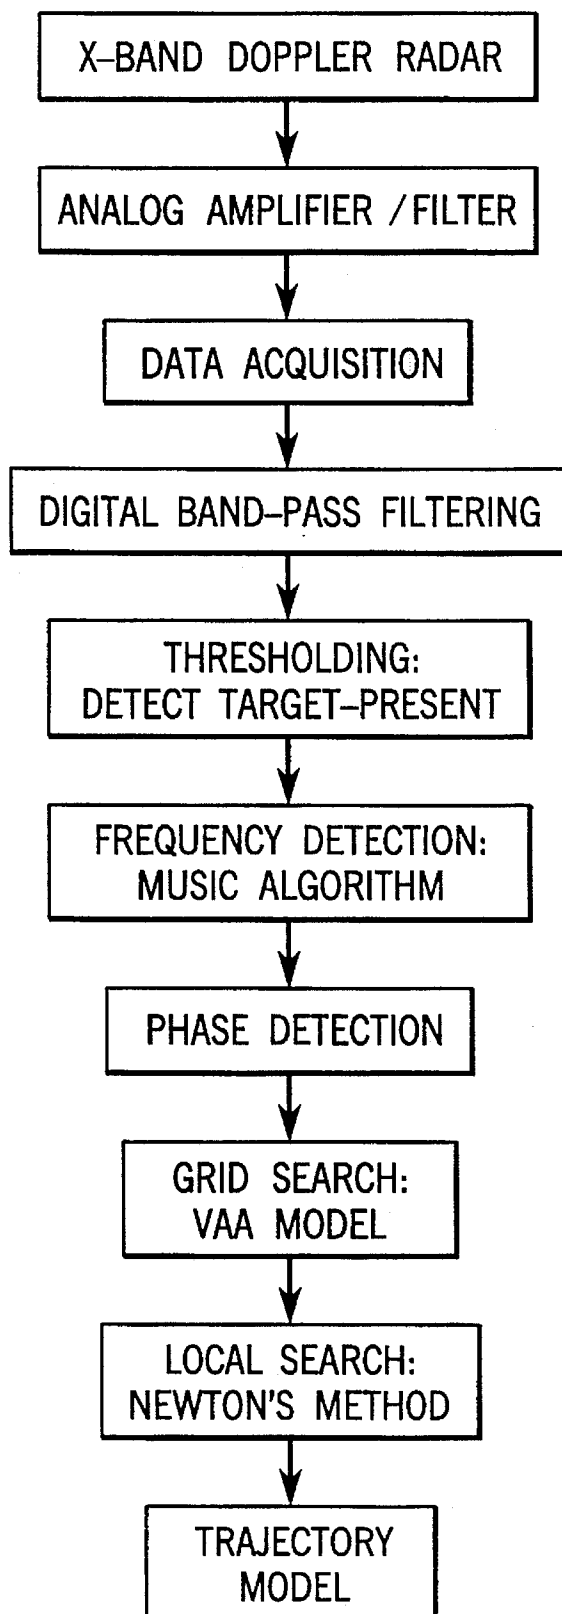 X–BAND DOPPLER RADAR
ANALOG AMPLIFIER / FILTER
DATA ACQUISITION
DIGITAL BAND–PASS FILTERING
THRESHOLDING:
DETECT TARGET–PRESENT
FREQUENCY DETECTION:
MUSIC ALGORITHM
PHASE DETECTION
GRID SEARCH:
VAA MODEL
LOCAL SEARCH:
NEWTON'S METHOD
TRAJECTORY
MODEL